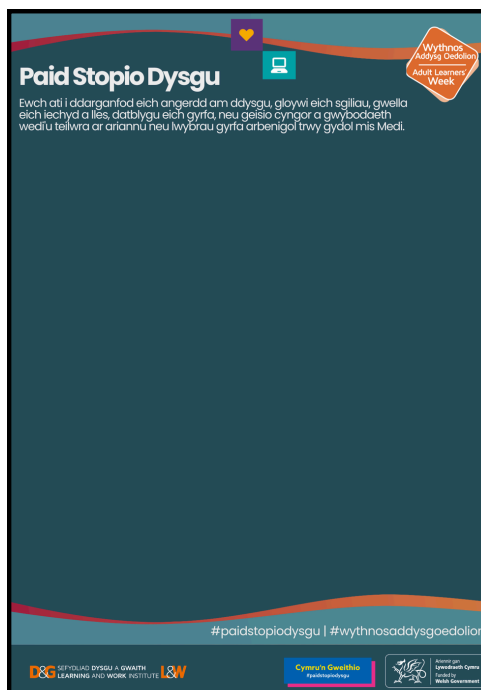 Wythnos
Addysg Oedolion
Adult Learners'
Week
Paid Stopio Dysgu
Ewch ati i ddarganfod eich angerdd am ddysgu, gloywi eich sgiliau, gwella
eich iechyd a lles, datblygu eich gyrfa, neu geisio cyngor a gwybodaeth
wedi'u teilwra ar ariannu neu lwybrau gyrfa arbenigol trwy gydol mis Medi.
#paidstopiodysgu | #wythnosaddysgoedolion
D&G SEFYDLIAD DYSGU A GWAITH
LEARNING AND WORK INSTITUTE L&W
Cymru'n Gweithio
#paidstopiodysgu
Ariennir gan
Lywodraeth Cymru
Funded by
Welsh Government